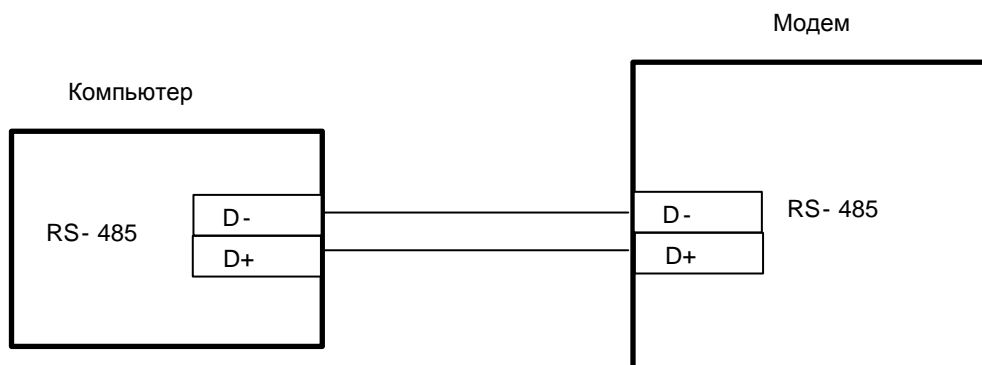 Модем
Компьютер
RS- 485
D-
D+
D-
D+
RS- 485